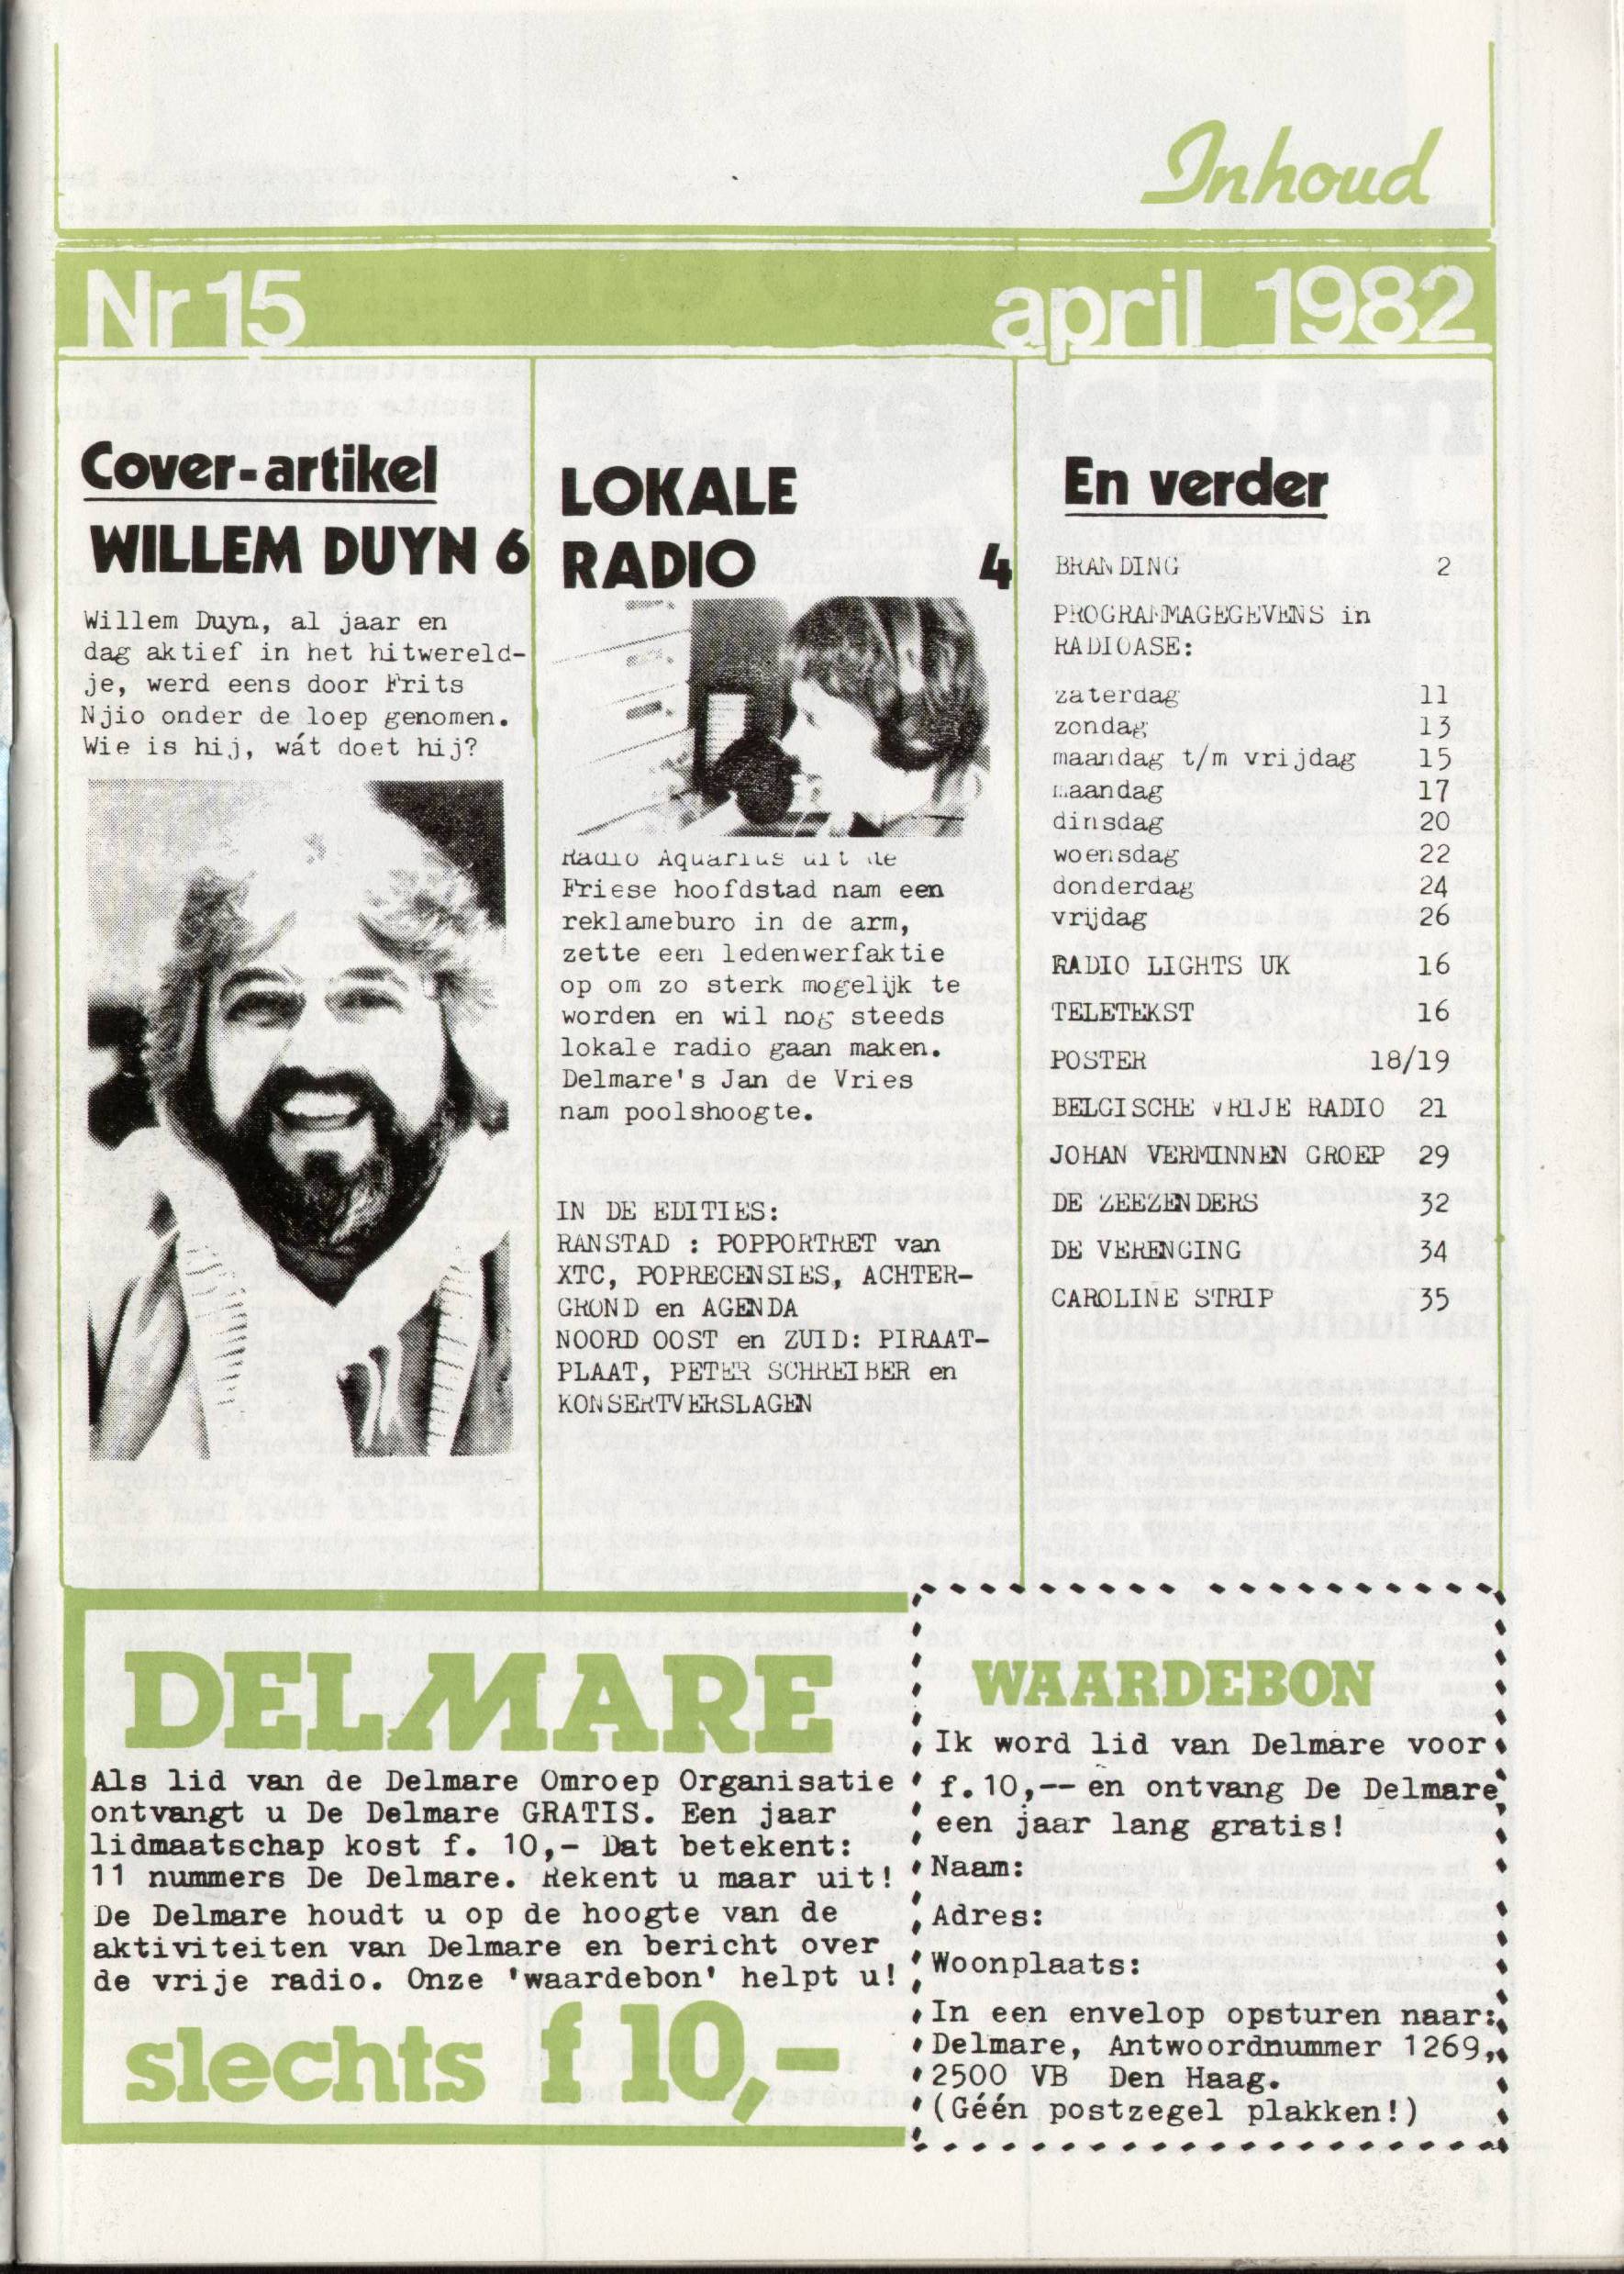 Inhoud
Nr 15 april 1982
Cover-artikel
WILLEM DUYN 6
Willem Duyn, al jaar en
dag aktief in het hitwereld-
je, werd eens door Frits
Njio onder de loep genomen.
Wie is hij, wát doet hij?
LOKALE
RADIO 4
Radio Aquarius uit de
Friese hoofdstad nam een
reklameburo in de arm,
zette een ledenwerfaktie
op om zo sterk mogelijk te
worden en wil nog steeds
lokale radio gaan maken.
Delmare's Jan de Vries
nam poolshoogte.
IN DE EDITIES:
RANSTAD : POPPORTRET van
XTC, POPRECENSIES, ACHTER-
GROND en AGENDA
NOORD OOST en ZUID: PIRAAT-
PLAAT, PETER SCHREIBER en
KONSERTVERSLAGEN
En verder
BRANDING 2
PROGRAMMAGEGEVENS in
RADIOASE:
zaterdag 11
zondag 13
maandag t/m vrijdag 15
maandag 17
dinsdag 20
woensdag 22
donderdag 24
vrijdag 26
RADIO LIGHTS UK 16
TELETEKST 16
POSTER 18/19
BELGISCHE VRIJE RADIO 21
JOHAN VERMINNEN GROEP 29
DE ZEEZENDERS 32
DE VERENGING 34
CAROLINE STRIP 35
DELMARE
Als lid van de Delmare Omroep Organisatie
ontvangt u De Delmare GRATIS. Een jaar
lidmaatschap kost f. 10,- Dat betekent:
11 nummers De Delmare. Rekent u maar uit!
De Delmare houdt u op de hoogte van de
aktiviteiten van Delmare en bericht over
de vrije radio. Onze 'waardebon' helpt u!
slechts f 10,-
WAARDEBON
Ik word lid van Delmare voor
f.10,-- en ontvang De Delmare
een jaar lang gratis!
Naam:
Adres:
Woonplaats:
In een envelop opsturen naar:
Delmare, Antwoordnummer 1269,
2500 VB Den Haag.
(Géén postzegel plakken!)